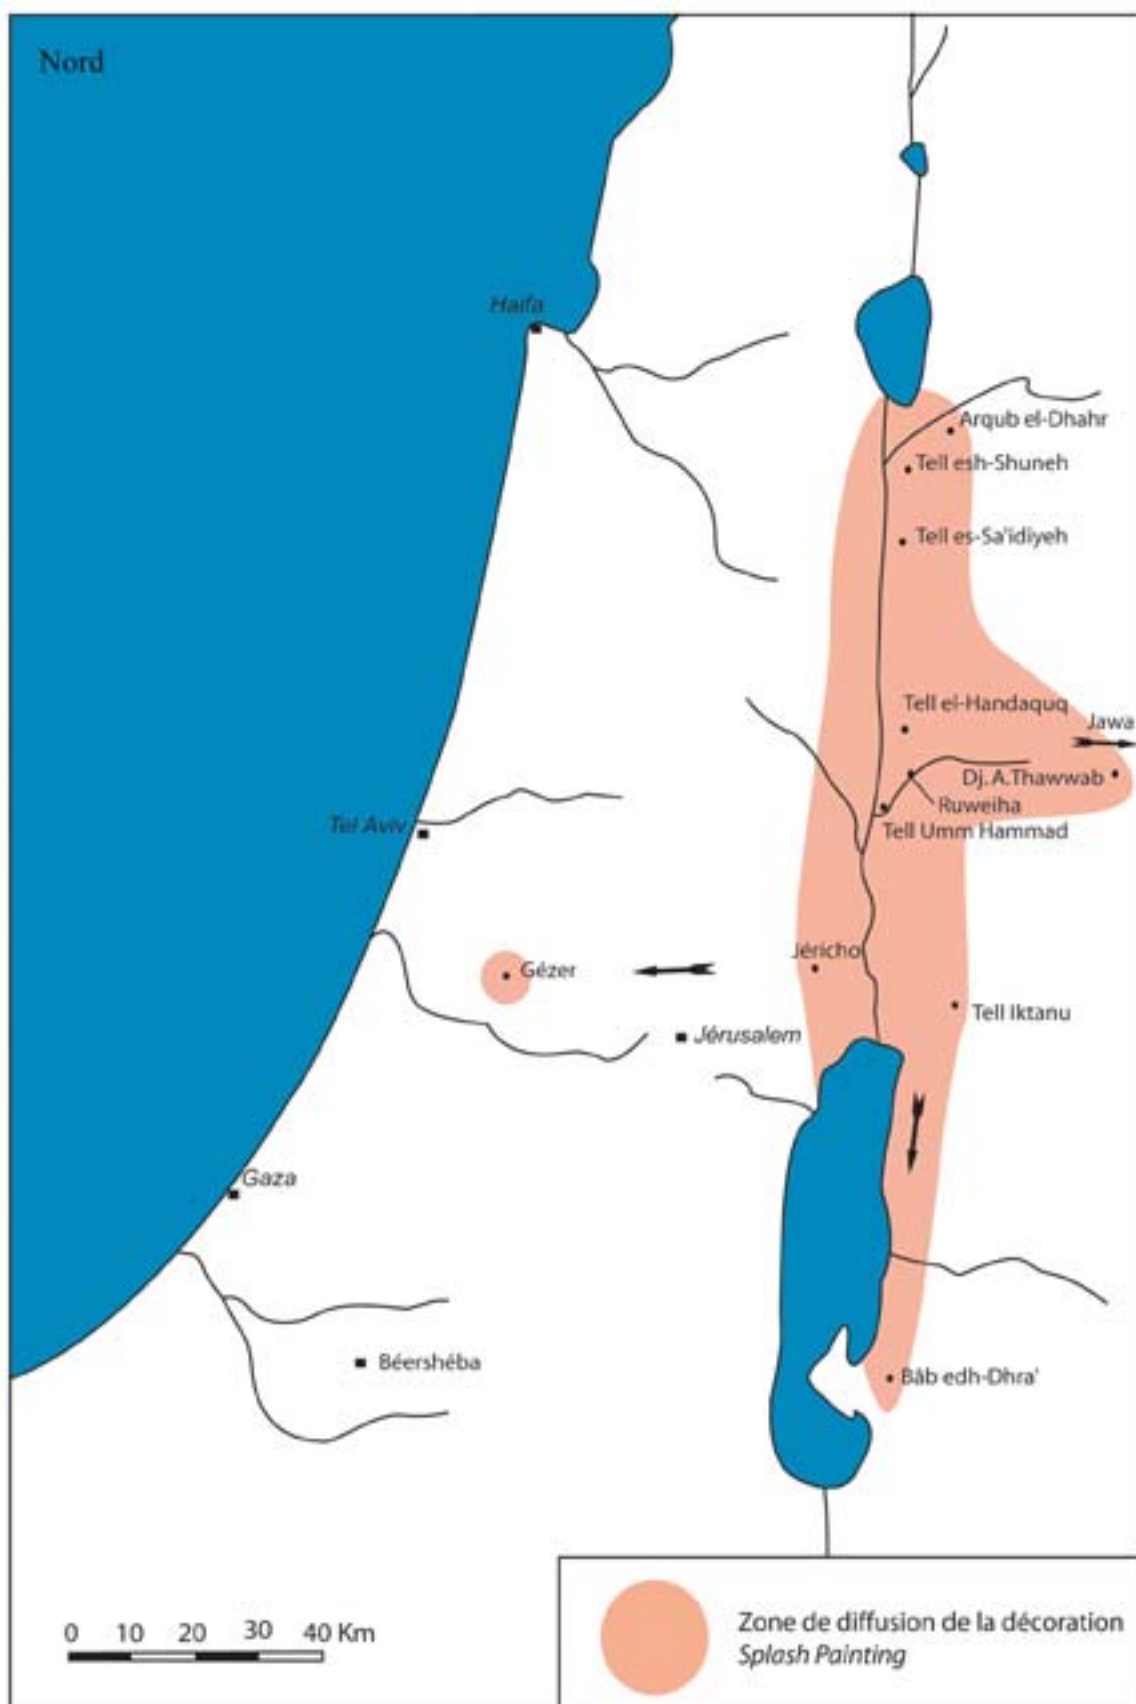 Nord
Haifa
Arqub el-Dhahr
Tell esh-Shuneh
Tell es-Sa'idiyeh
Tell el-Handaquq
Jawa
Dj. A.Thawwab
Ruweiha
Tel Aviv
Tell Umm Hammad
Jéricho
Gézer
Tell Iktanu
Jérusalem
Gaza
Béershéba
Bâb edh-Dhra'
0 10 20 30 40 Km
Zone de diffusion de la décoration
Splash Painting